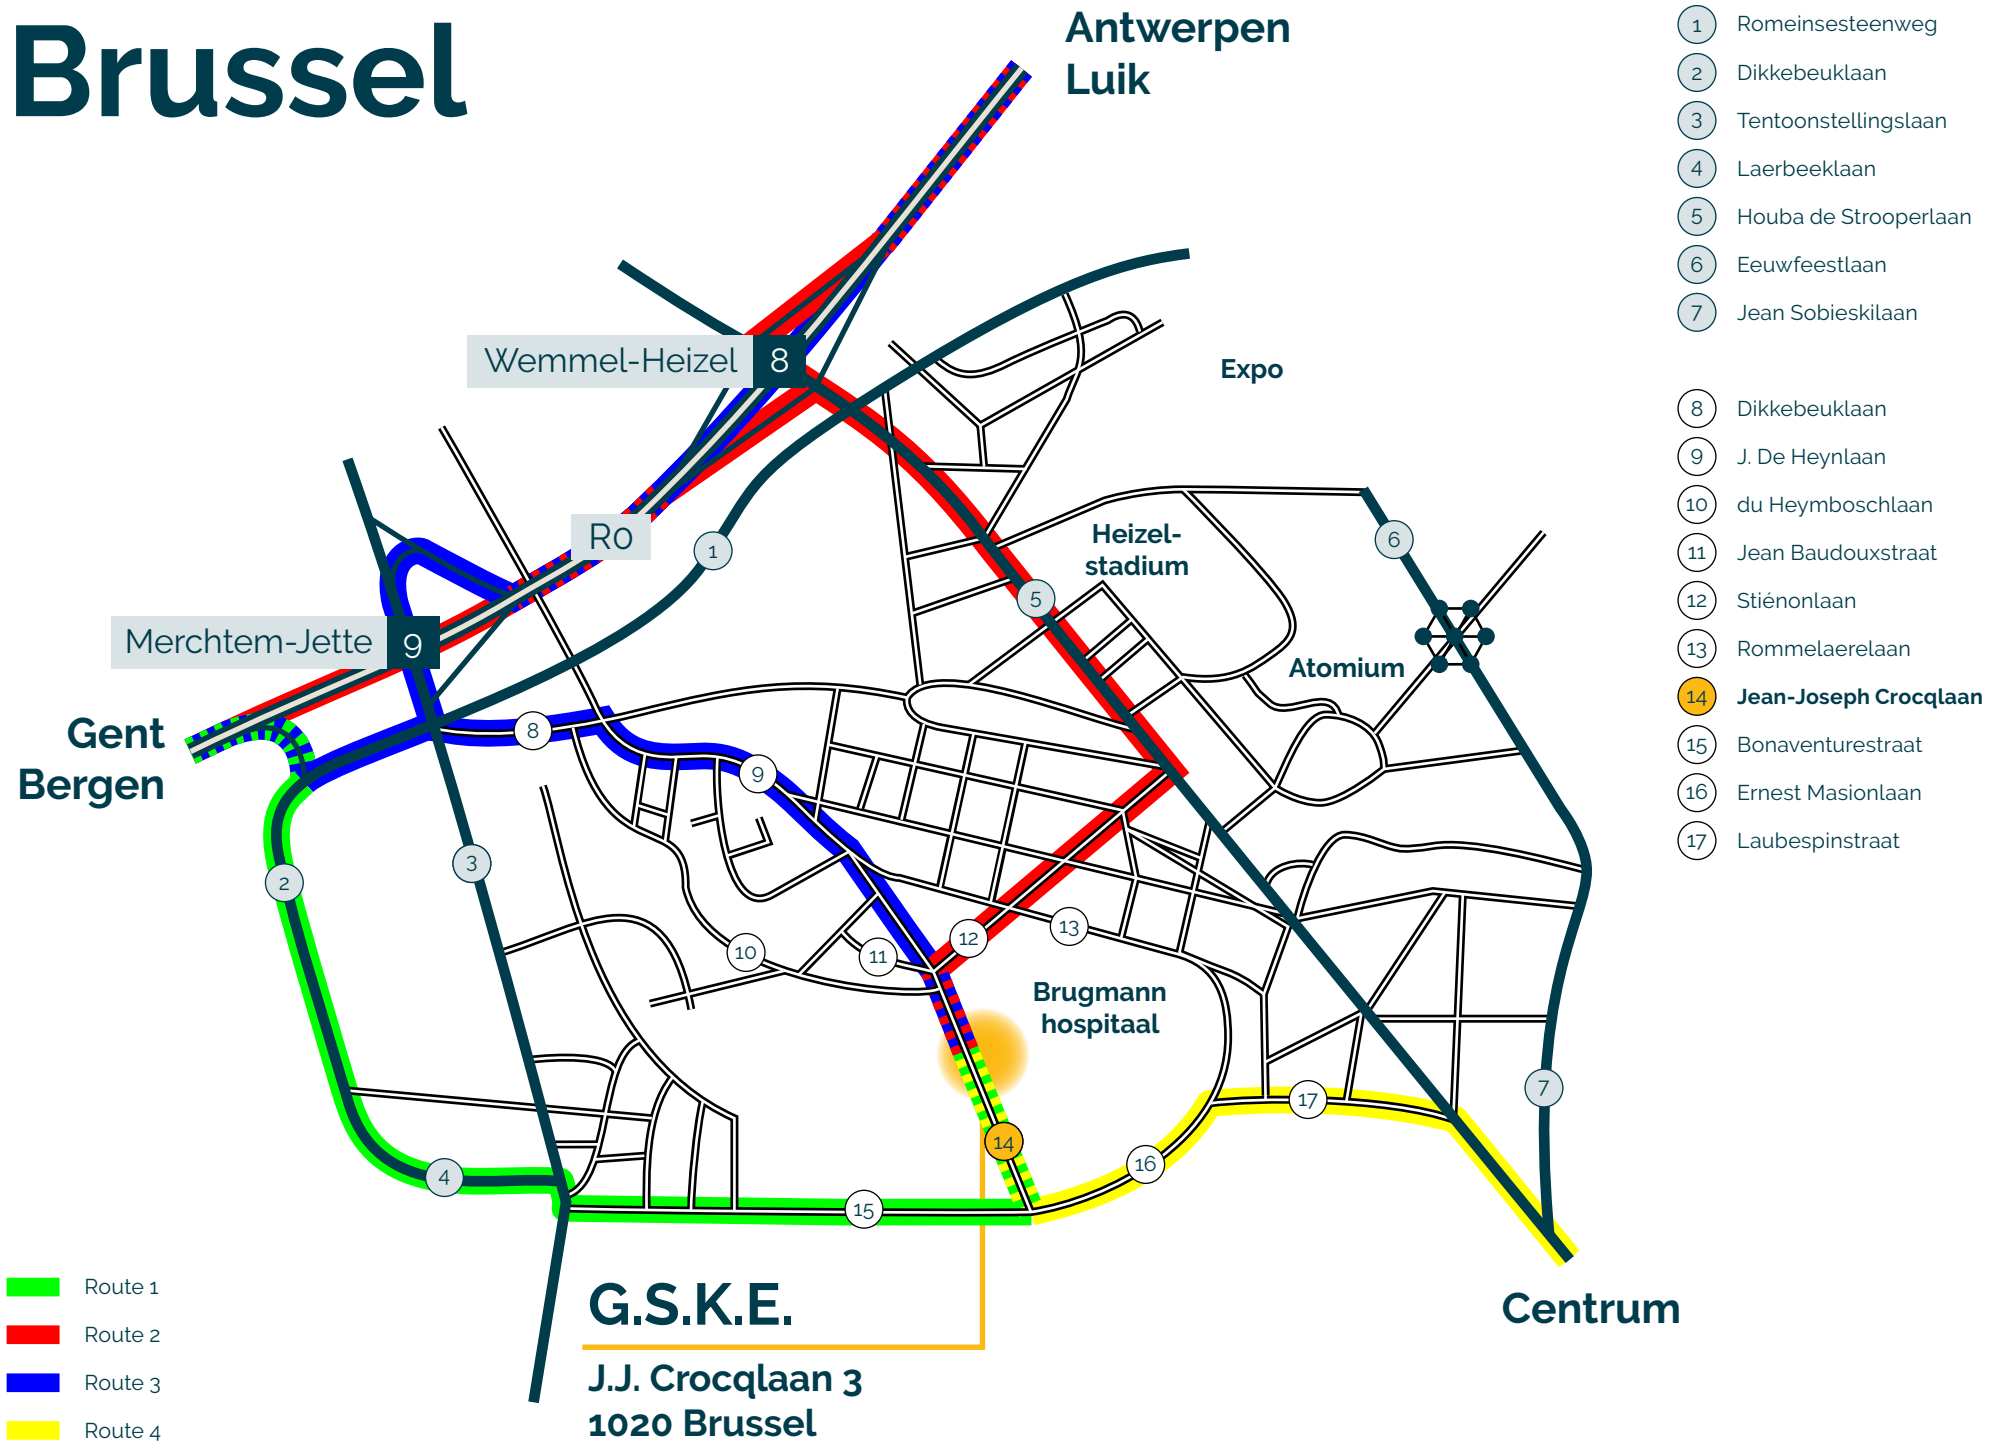 Brussel
Antwerpen
Luik
1 Romeinsesteenweg
2 Dikkebeuklaan
3 Tentoonstellingslaan
4 Laerbeeklaan
5 Houba de Strooperlaan
6 Eeuwfeestlaan
7 Jean Sobieskilaan
8 Dikkebeuklaan
9 J. De Heynlaan
10 du Heymboschlaan
11 Jean Baudouxstraat
12 Stiénonlaan
13 Rommelaerelaan
14 Jean-Joseph Crocqlaan
15 Bonaventurestraat
16 Ernest Masionlaan
17 Laubespinstraat
Wemmel-Heizel 8
Expo
R0
1
Heizel-
stadium
6
5
Merchtem-Jette 9
Atomium
Gent
Bergen
8
9
3
2
10
11
12
13
Brugmann
hospitaal
7
17
14
16
4
15
Route 1
Route 2
Route 3
Route 4
G.S.K.E.
J.J. Crocqlaan 3
1020 Brussel
Centrum